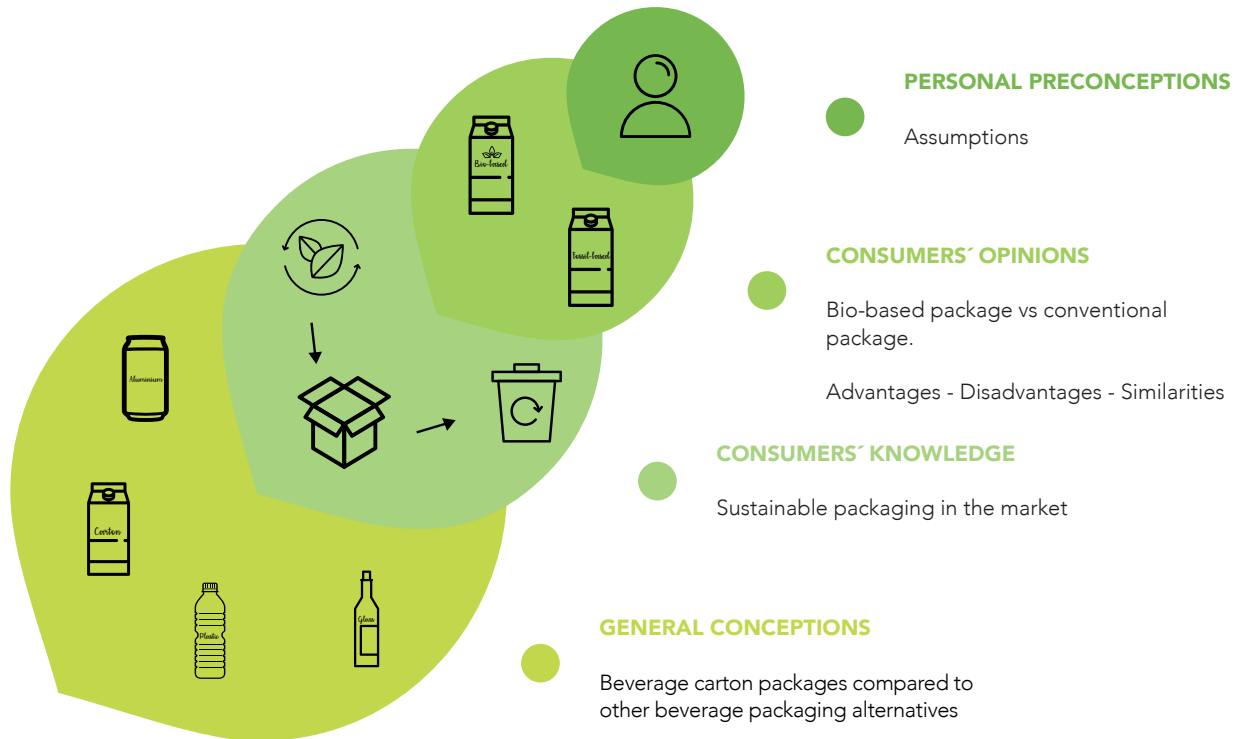 PERSONAL PRECONCEPTIONS
Assumptions
Bio-based
Fossil-based
CONSUMERS´ OPINIONS
Bio-based package vs conventional
package.
Advantages - Disadvantages - Similarities
CONSUMERS´ KNOWLEDGE
Sustainable packaging in the market
Aluminium
Carton
Plastic
Glass
GENERAL CONCEPTIONS
Beverage carton packages compared to
other beverage packaging alternatives